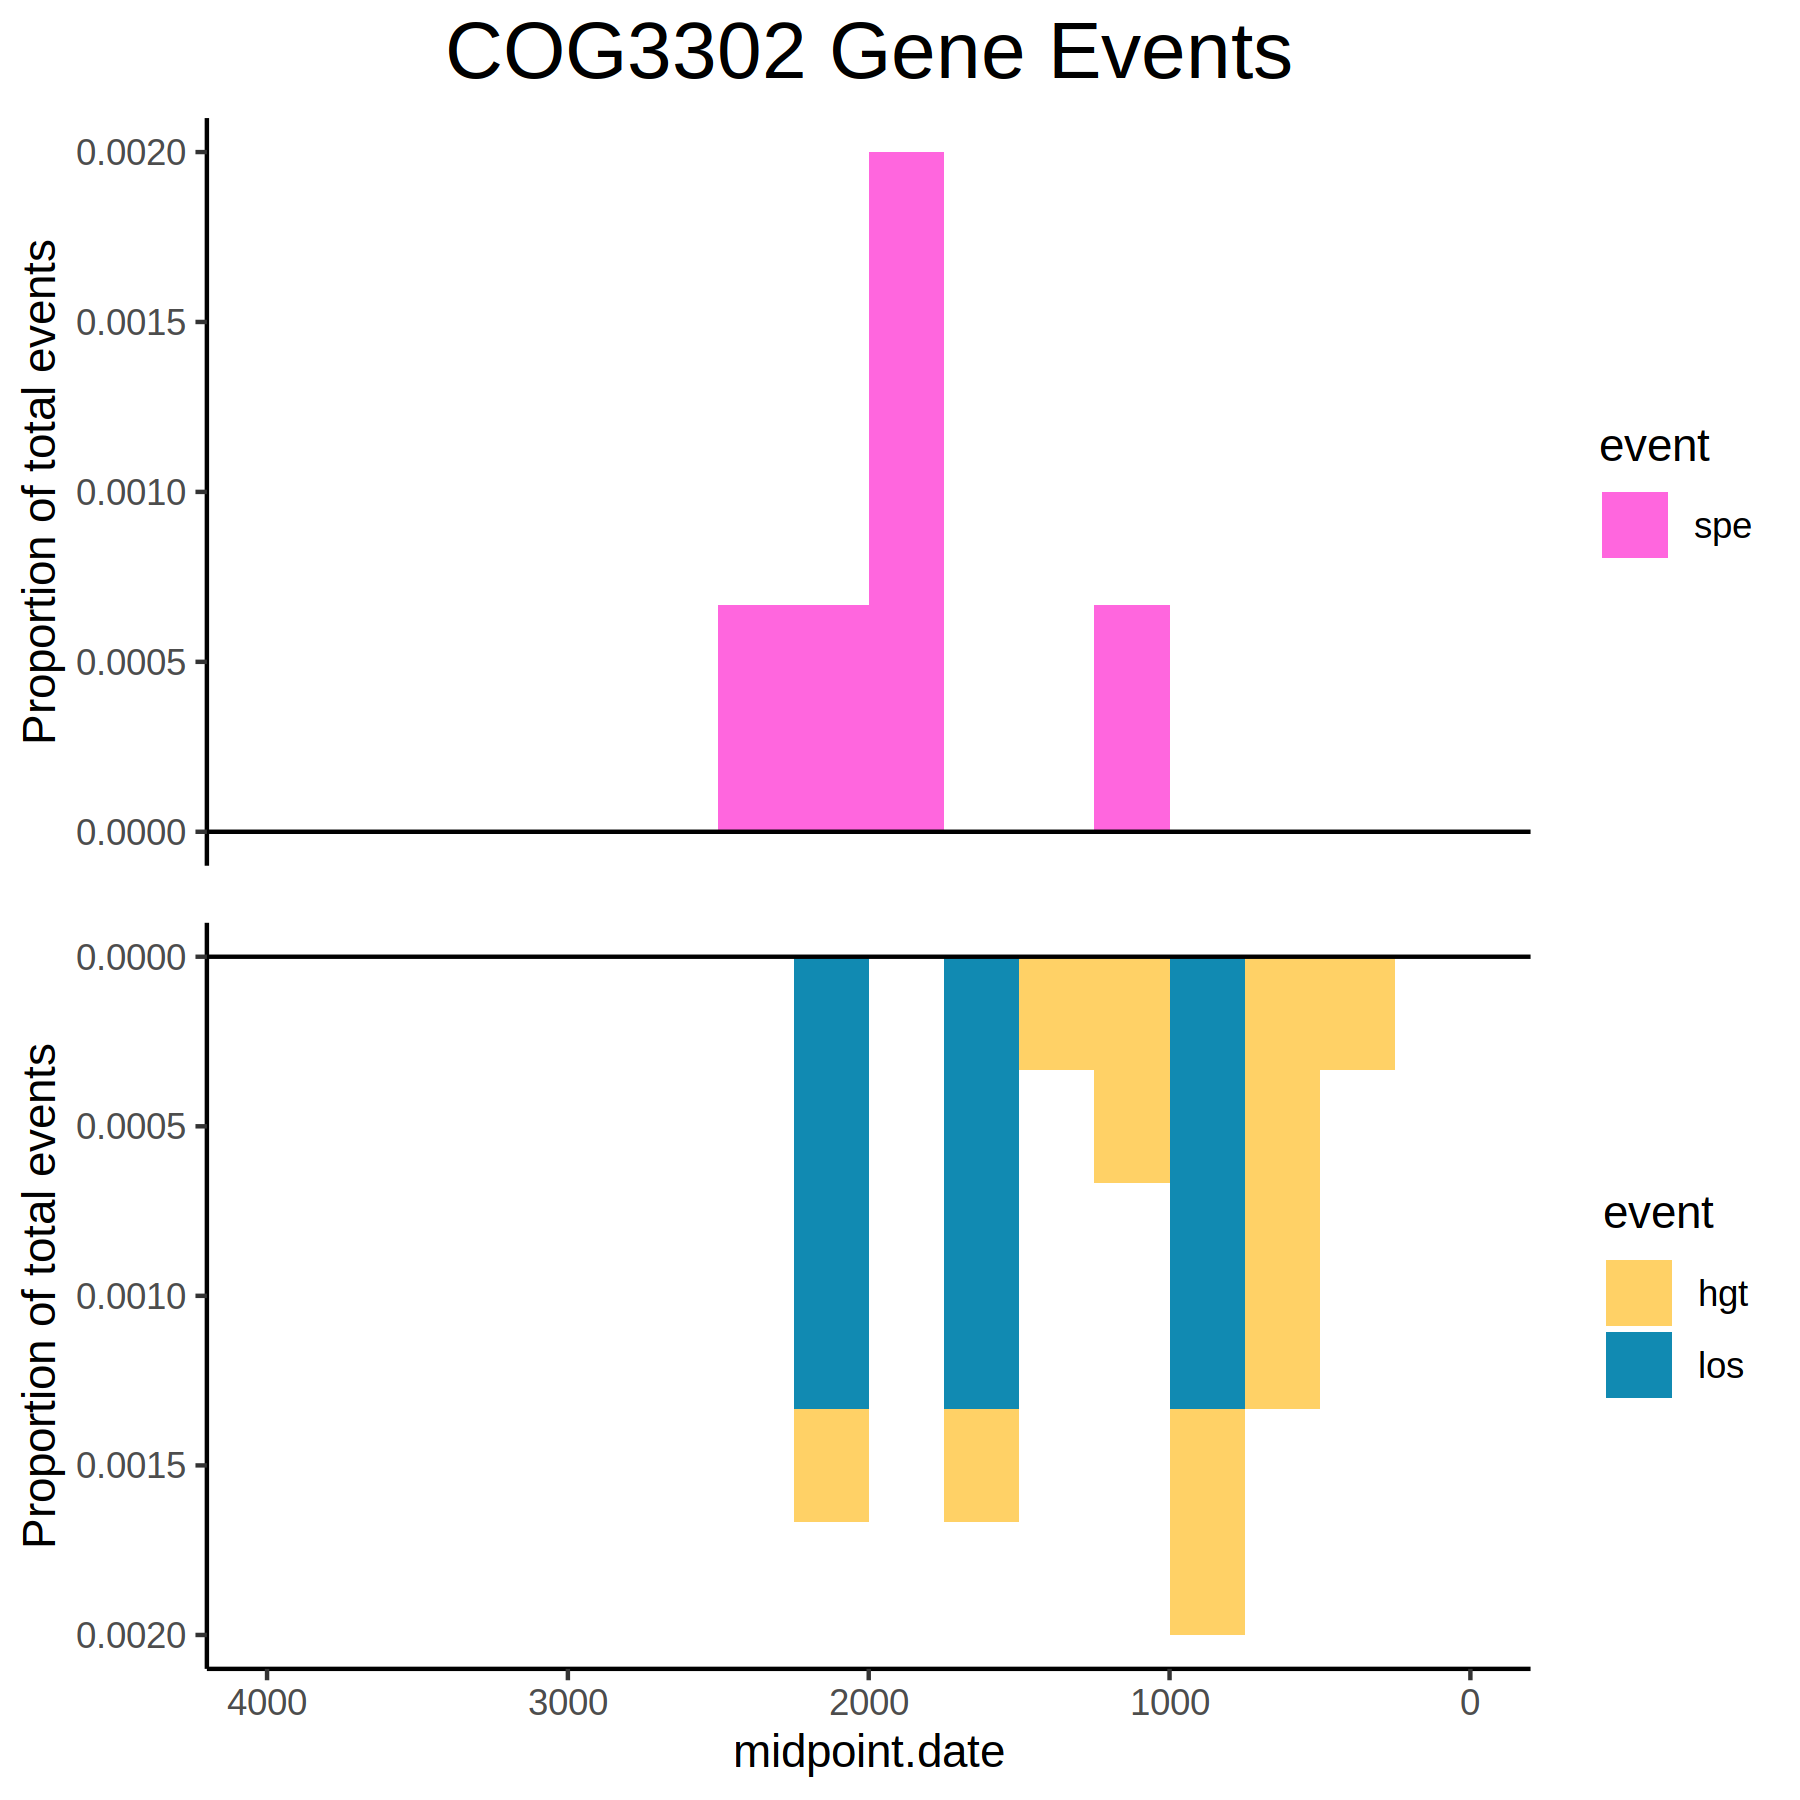 COG3302 Gene Events
Proportion of total events
0.0020
0.0015
0.0010
0.0005
0.0000
event
spe
Proportion of total events
0.0000
0.0005
0.0010
0.0015
0.0020
event
hgt
los
4000 3000 2000 1000 0
midpoint.date